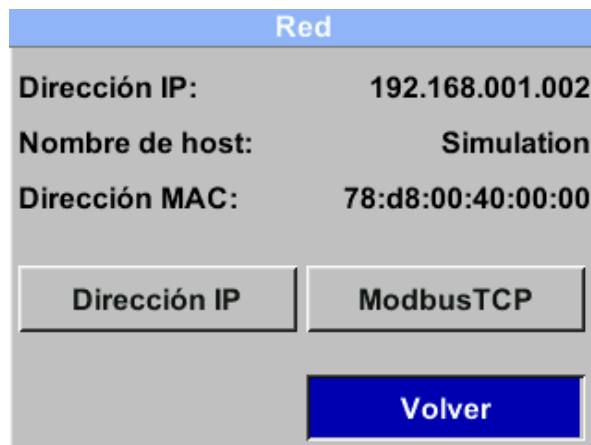 Red
Dirección IP: 192.168.001.002
Nombre de host: Simulation
Dirección MAC: 78:d8:00:40:00:00
Dirección IP ModbusTCP
Volver